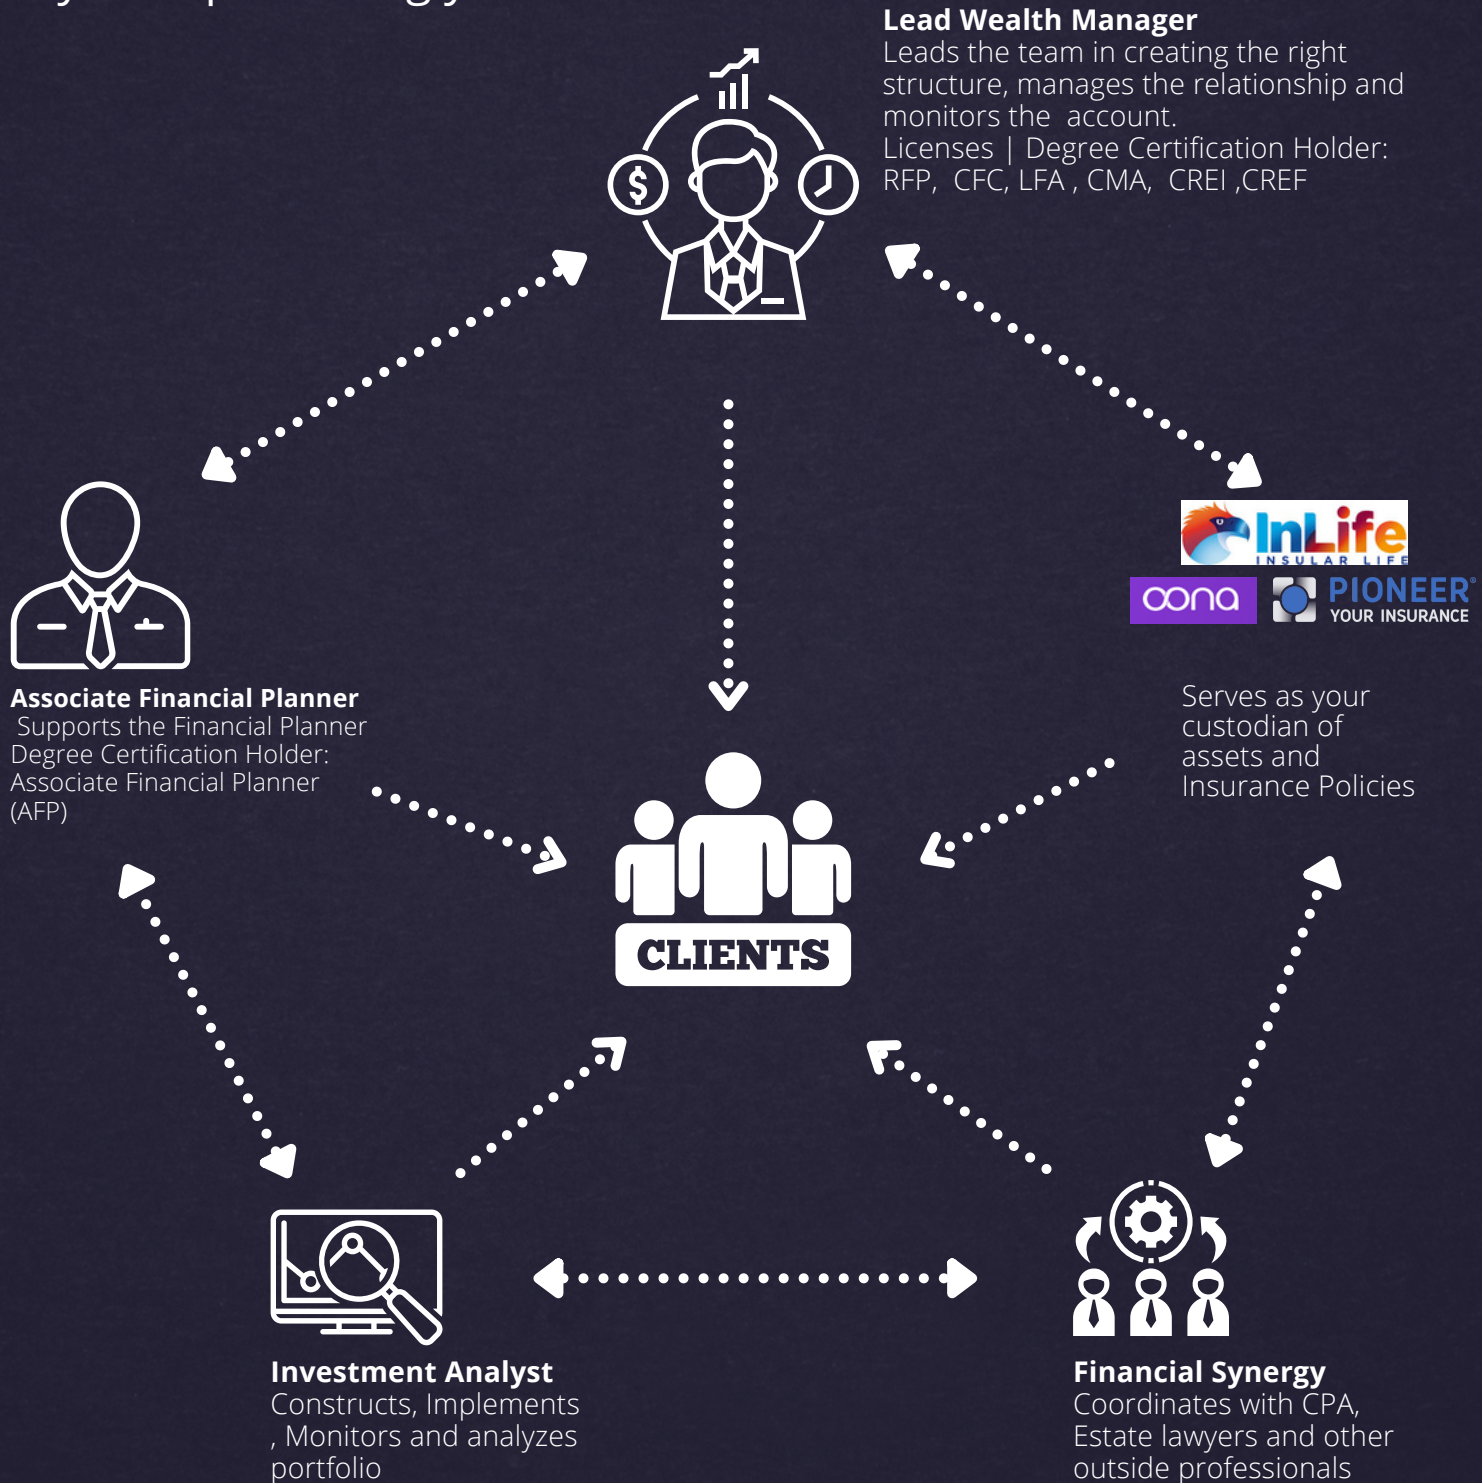 Lead Wealth Manager
Leads the team in creating the right
structure, manages the relationship and
monitors the  account.
Licenses | Degree Certification Holder:
RFP,  CFC, LFA , CMA,  CREI ,CREF
InLife
INSULAR LIFE
oona
PIONEER®
YOUR INSURANCE
Associate Financial Planner
Supports the Financial Planner
Degree Certification Holder:
Associate Financial Planner
(AFP)
Serves as your
custodian of
assets and
Insurance Policies
CLIENTS
Investment Analyst
Constructs, Implements
, Monitors and analyzes
portfolio
Financial Synergy
Coordinates with CPA,
Estate lawyers and other
outside professionals